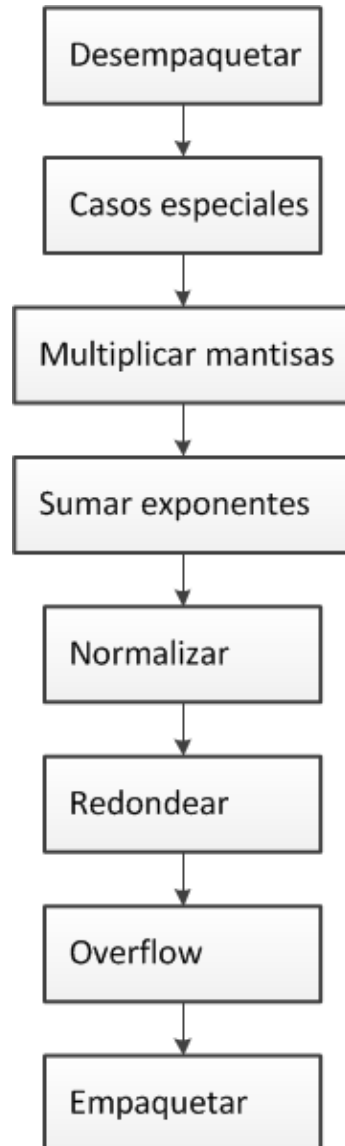 Desempaquetar
Casos especiales
Multiplicar mantisas
Sumar exponentes
Normalizar
Redondear
Overflow
Empaquetar